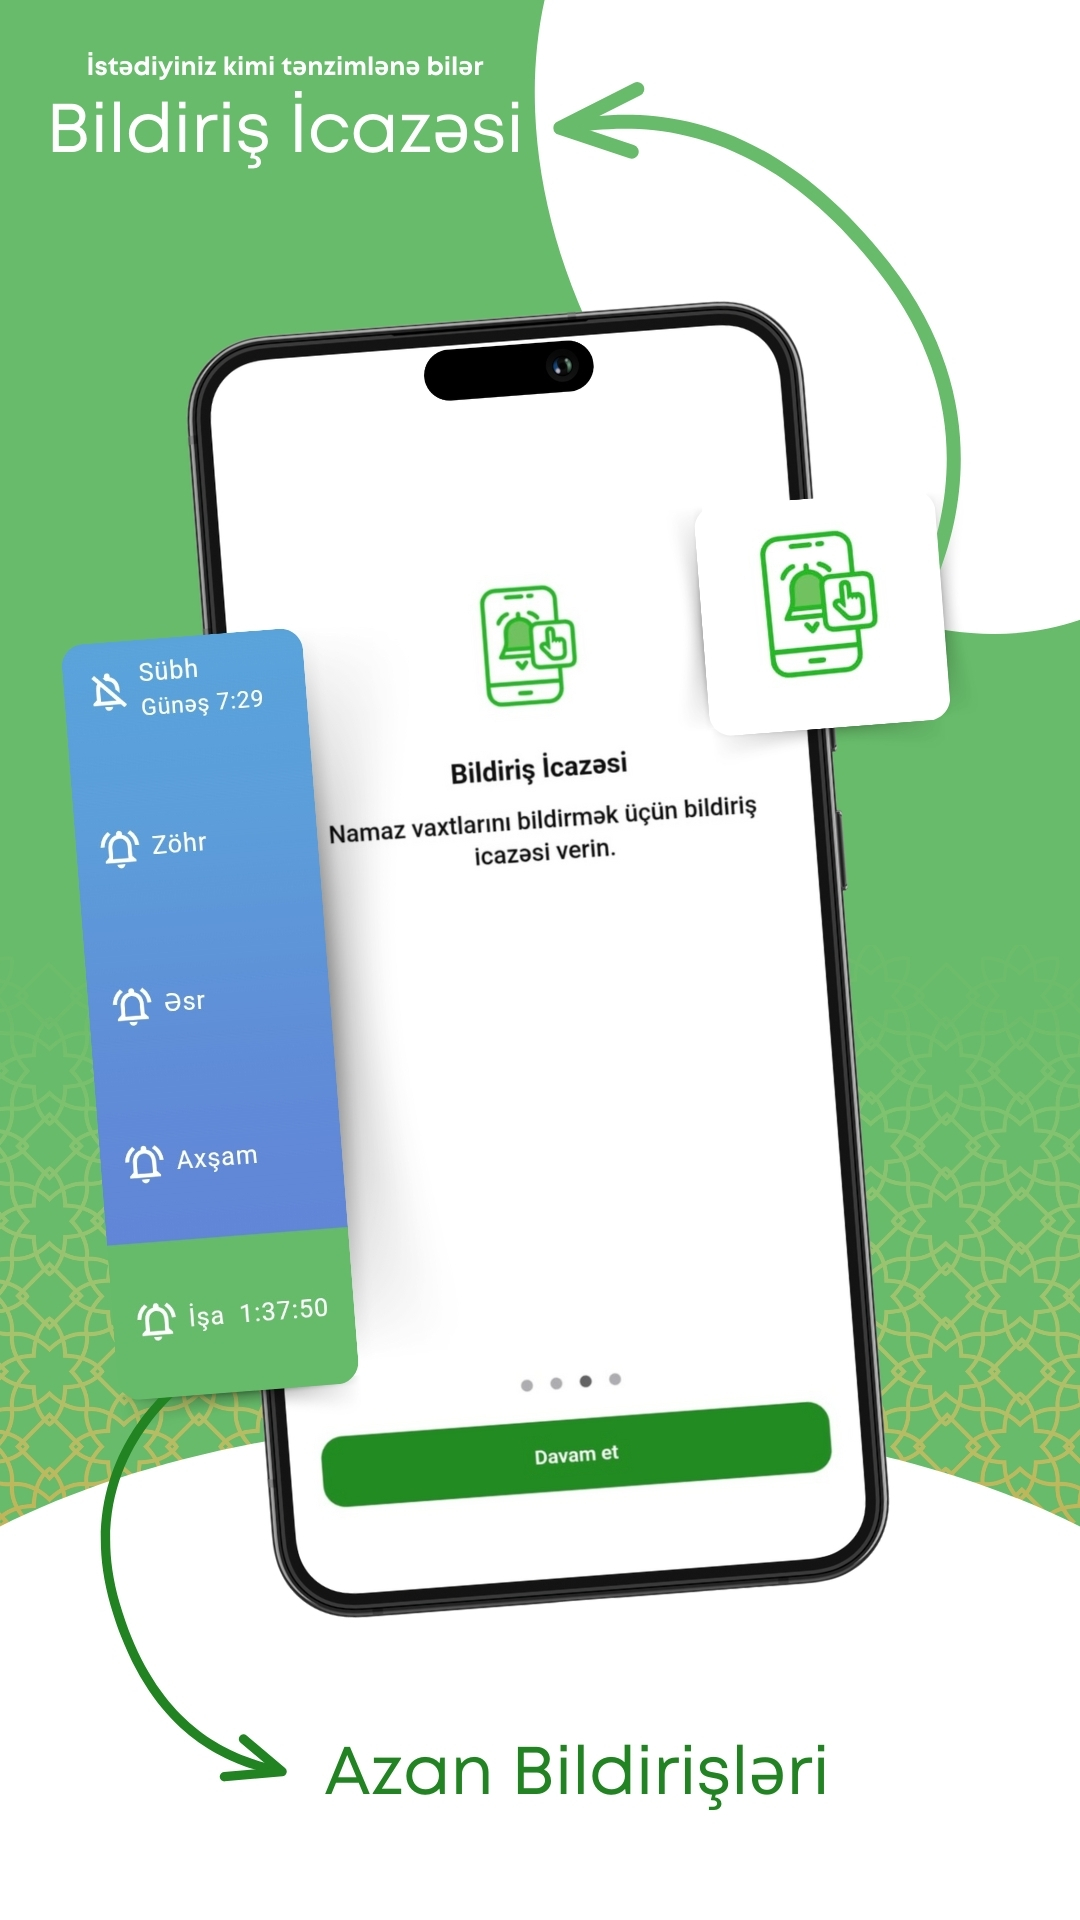 İstədiyiniz kimi tənzimlənə bilər
Bildiriş İcazəsi
Sübh
Günəş 7:29
Zöhr
Əsr
Axşam
İşa 1:37:50
Bildiriş İcazəsi
Namaz vaxtlarını bildirmək üçün bildiriş
icazəsi verin.
Davam et
Azan Bildirişləri